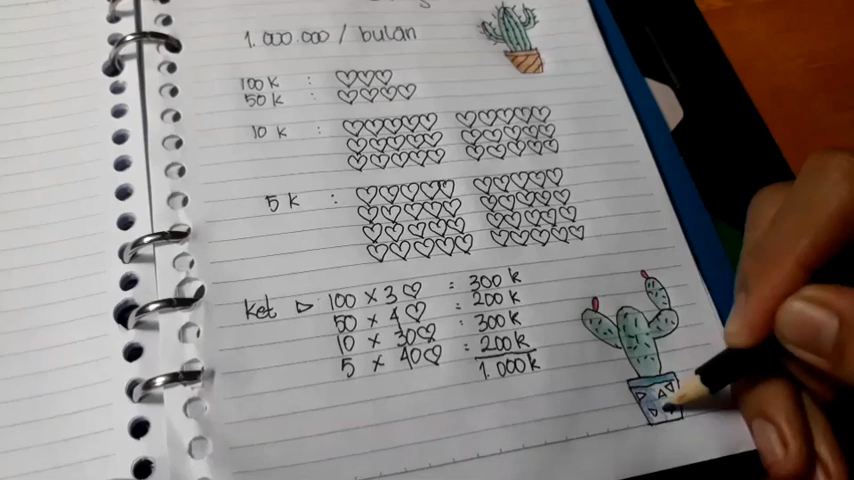 1.000.000 / bulan
100 k :
50 k :
10 k :
5 k :
Ket ▷ 100 x 3 ♡ = 300 k
50 x 4 ♡ = 200 k
10 x 30 ♡ = 300 k
5 x 40 ♡ = 200 k
1.000 k